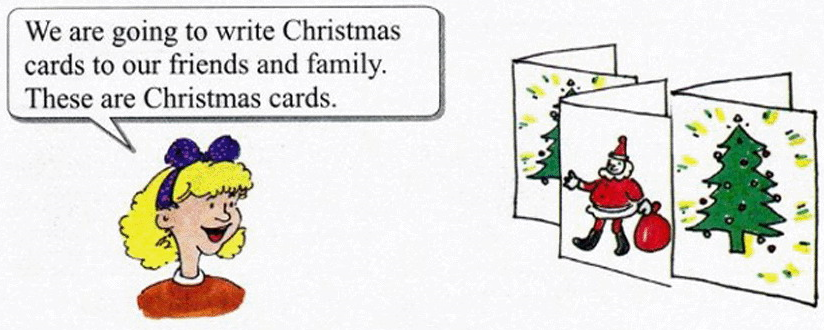 We are going to write Christmas
cards to our friends and family.
These are Christmas cards.